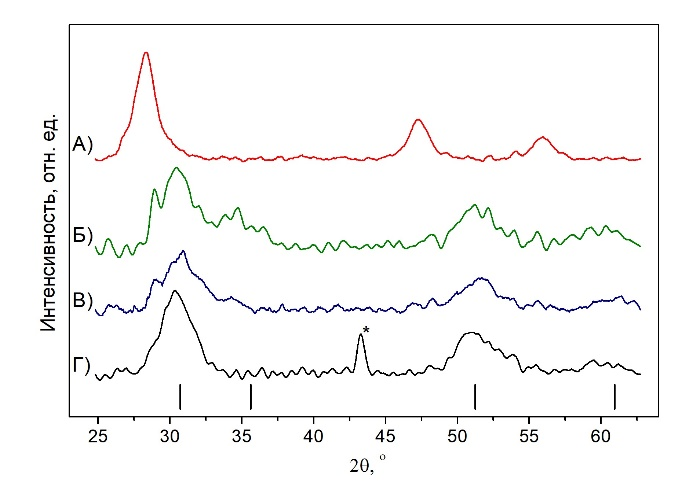 Интенсивность, отн. ед.
А)
Б)
В)
Г)
*
25 30 35 40 45 50 55 60
2θ, °